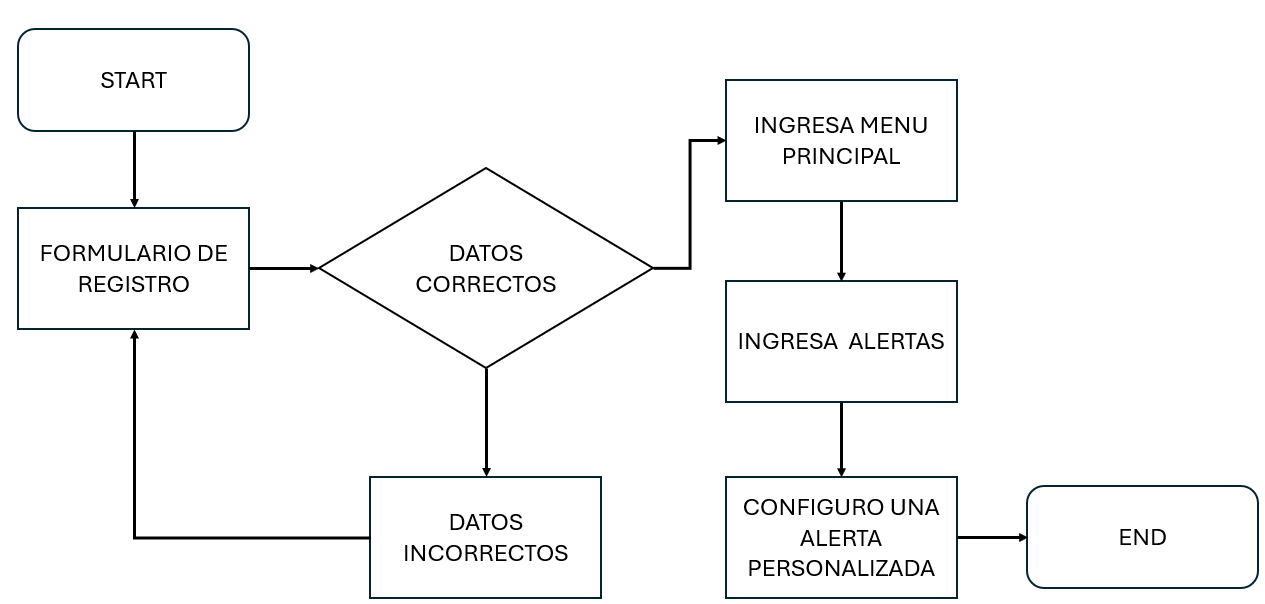 START
FORMULARIO DE
REGISTRO
DATOS
CORRECTOS
DATOS
INCORRECTOS
INGRESA MENU
PRINCIPAL
INGRESA  ALERTAS
CONFIGURO UNA
ALERTA
PERSONALIZADA
END